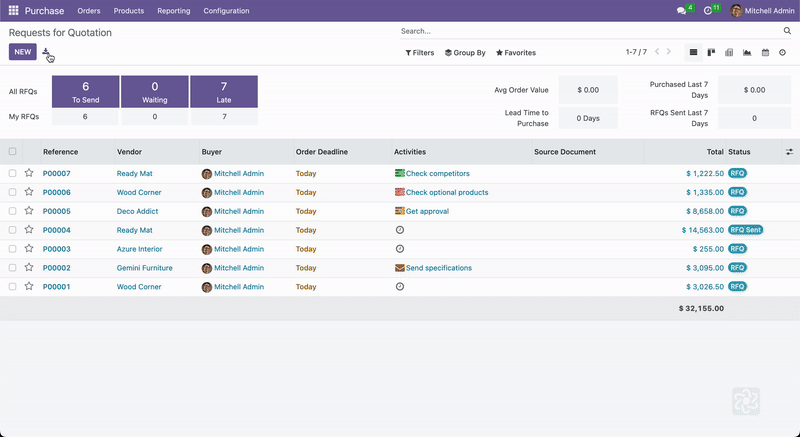 Purchase Orders Products Reporting Configuration 4 11 Mitchell Admin
Requests for Quotation
Search...
NEW
Filters Group By Favorites 1-7 / 7
All RFQs
6 To Send
0 Waiting
7 Late
My RFQs 6 0 7
Avg Order Value $ 0.00
Purchased Last 7 Days $ 0.00
Lead Time to Purchase 0 Days
RFQs Sent Last 7 Days 0
Reference Vendor Buyer Order Deadline Activities Source Document Total Status
P00007 Ready Mat Mitchell Admin Today Check competitors $ 1,222.50 RFQ
P00006 Wood Corner Mitchell Admin Today Check optional products $ 1,335.00 RFQ
P00005 Deco Addict Mitchell Admin Today Get approval $ 8,658.00 RFQ
P00004 Ready Mat Mitchell Admin Today $ 14,563.00 RFQ Sent
P00003 Azure Interior Mitchell Admin Today $ 255.00 RFQ
P00002 Gemini Furniture Mitchell Admin Today Send specifications $ 3,095.00 RFQ
P00001 Wood Corner Mitchell Admin Today $ 3,026.50 RFQ
$ 32,155.00